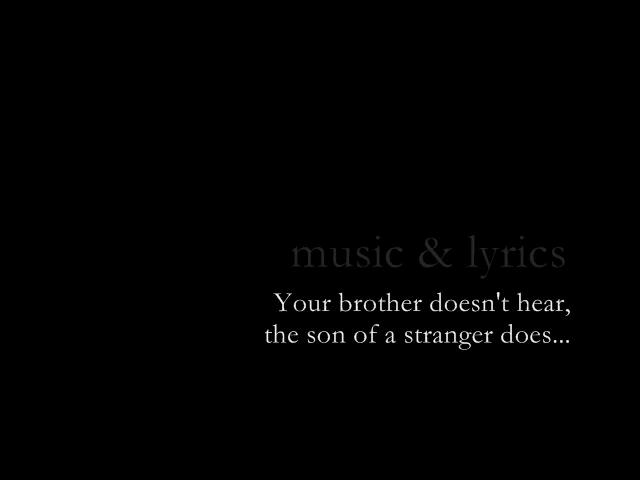 music & lyrics
Your brother doesn't hear,
the son of a stranger does...